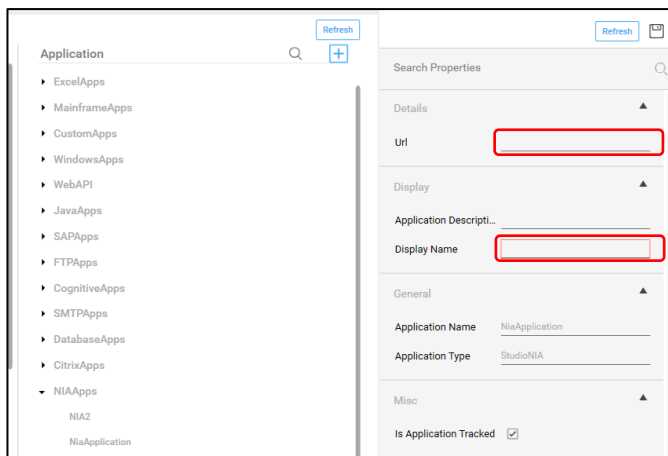 Refresh
Application
ExcelApps
MainframeApps
CustomApps
WindowsApps
WebAPI
JavaApps
SAPApps
FTPApps
CognitiveApps
SMTPApps
DatabaseApps
CitrixApps
NIAApps
NIA2
NiaApplication
Refresh
Search Properties
Details
Url
Display
Application Descripti...
Display Name
General
Application Name NiaApplication
Application Type StudioNIA
Misc
Is Application Tracked